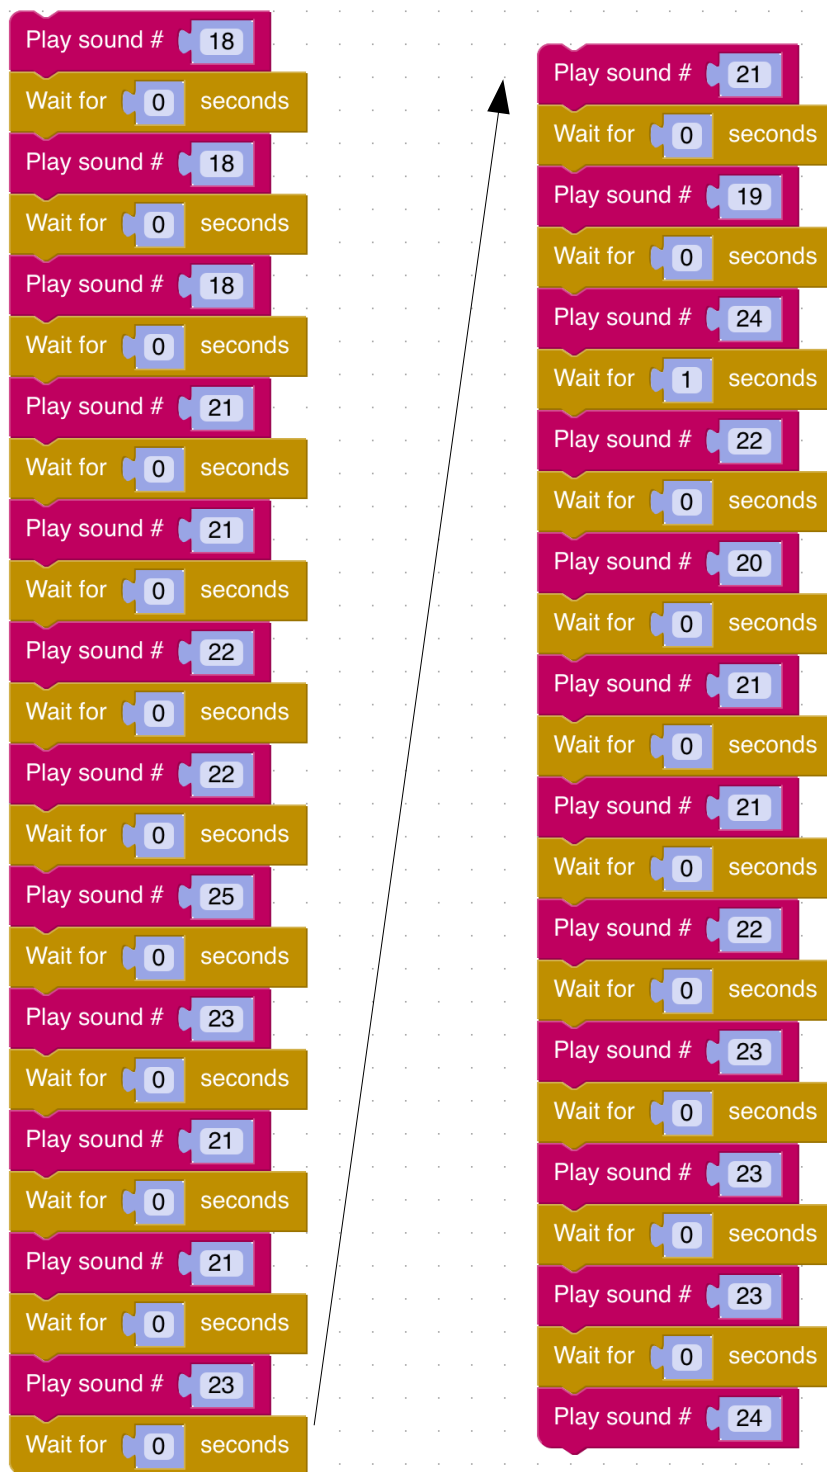 Play sound # 18
Wait for 0 seconds
Play sound # 18
Wait for 0 seconds
Play sound # 18
Wait for 0 seconds
Play sound # 21
Wait for 0 seconds
Play sound # 21
Wait for 0 seconds
Play sound # 22
Wait for 0 seconds
Play sound # 22
Wait for 0 seconds
Play sound # 25
Wait for 0 seconds
Play sound # 23
Wait for 0 seconds
Play sound # 21
Wait for 0 seconds
Play sound # 21
Wait for 0 seconds
Play sound # 23
Wait for 0 seconds
Play sound # 21
Wait for 0 seconds
Play sound # 19
Wait for 0 seconds
Play sound # 24
Wait for 1 seconds
Play sound # 22
Wait for 0 seconds
Play sound # 20
Wait for 0 seconds
Play sound # 21
Wait for 0 seconds
Play sound # 21
Wait for 0 seconds
Play sound # 22
Wait for 0 seconds
Play sound # 23
Wait for 0 seconds
Play sound # 23
Wait for 0 seconds
Play sound # 23
Wait for 0 seconds
Play sound # 24